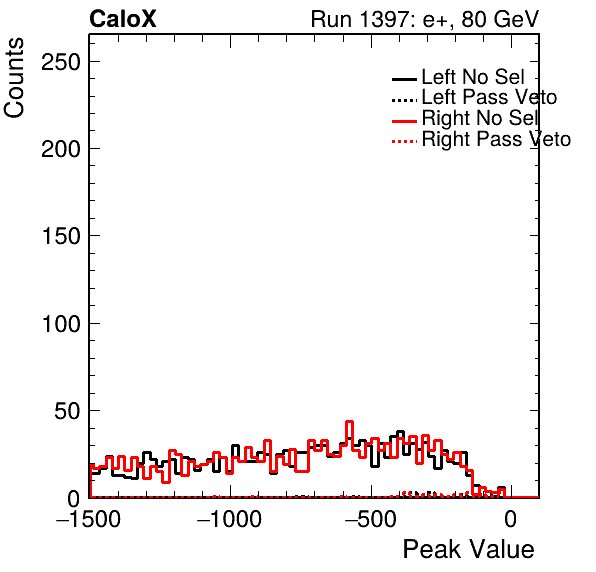 CaloX Run 1397: e+, 80 GeV
Counts
250
200
150
100
50
0
Left No Sel
Left Pass Veto
Right No Sel
Right Pass Veto
−1500 −1000 −500 0
Peak Value